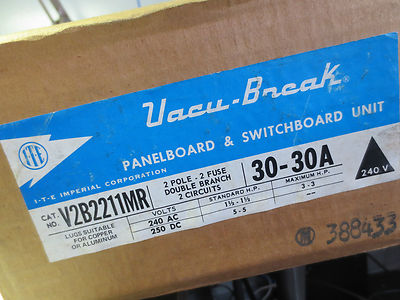 Vacu-Break®
PANELBOARD & SWITCHBOARD UNIT
ITE
I-T-E IMPERIAL CORPORATION
CAT. NO. V2B2211MR
LUGS SUITABLE
FOR COPPER
OR ALUMINUM
2 POLE - 2 FUSE
DOUBLE BRANCH
2 CIRCUITS
30-30A
VOLTS STANDARD H.P. MAXIMUM H.P.
240 AC 1½-1½ 3-3
250 DC 5-5 —
240 V
388433